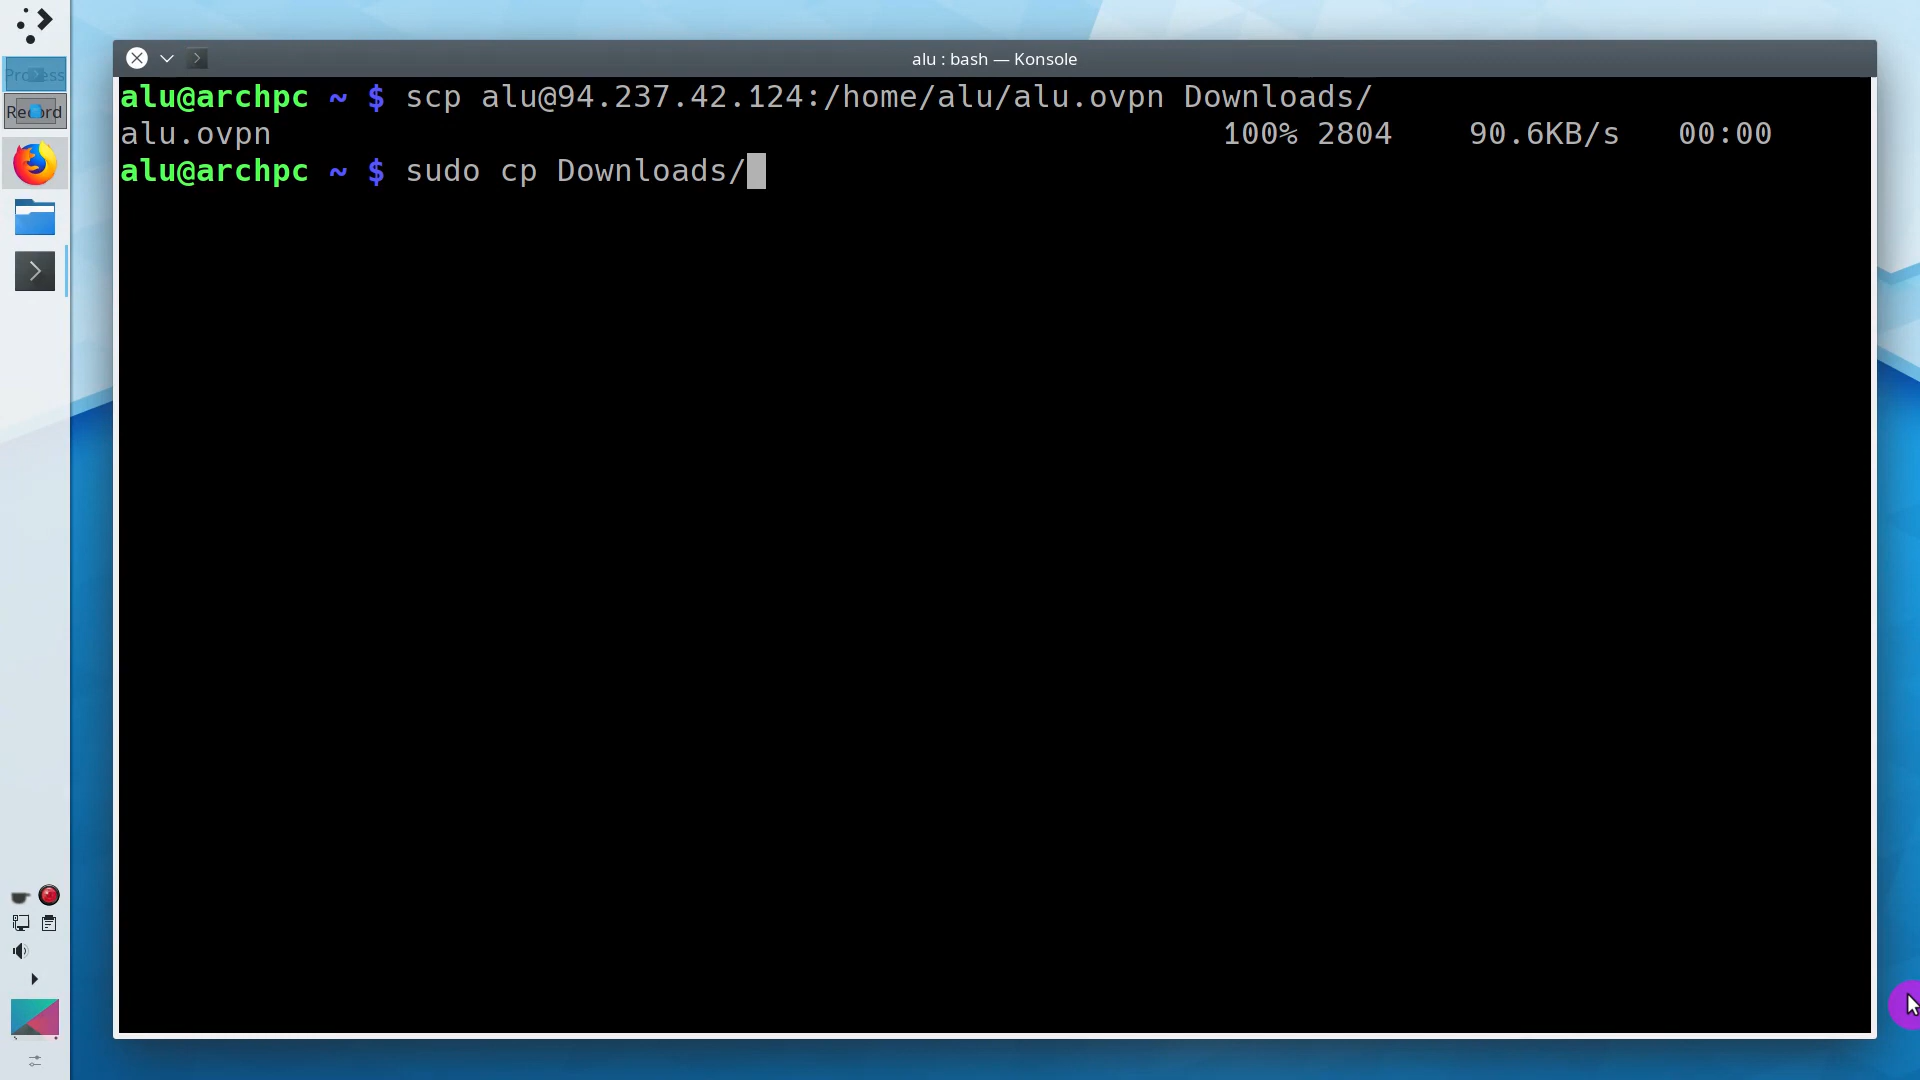 alu : bash — Konsole
Process
Record
alu@archpc ~ $ scp alu@94.237.42.124:/home/alu/alu.ovpn Downloads/
alu.ovpn 100% 2804 90.6KB/s 00:00
alu@archpc ~ $ sudo cp Downloads/